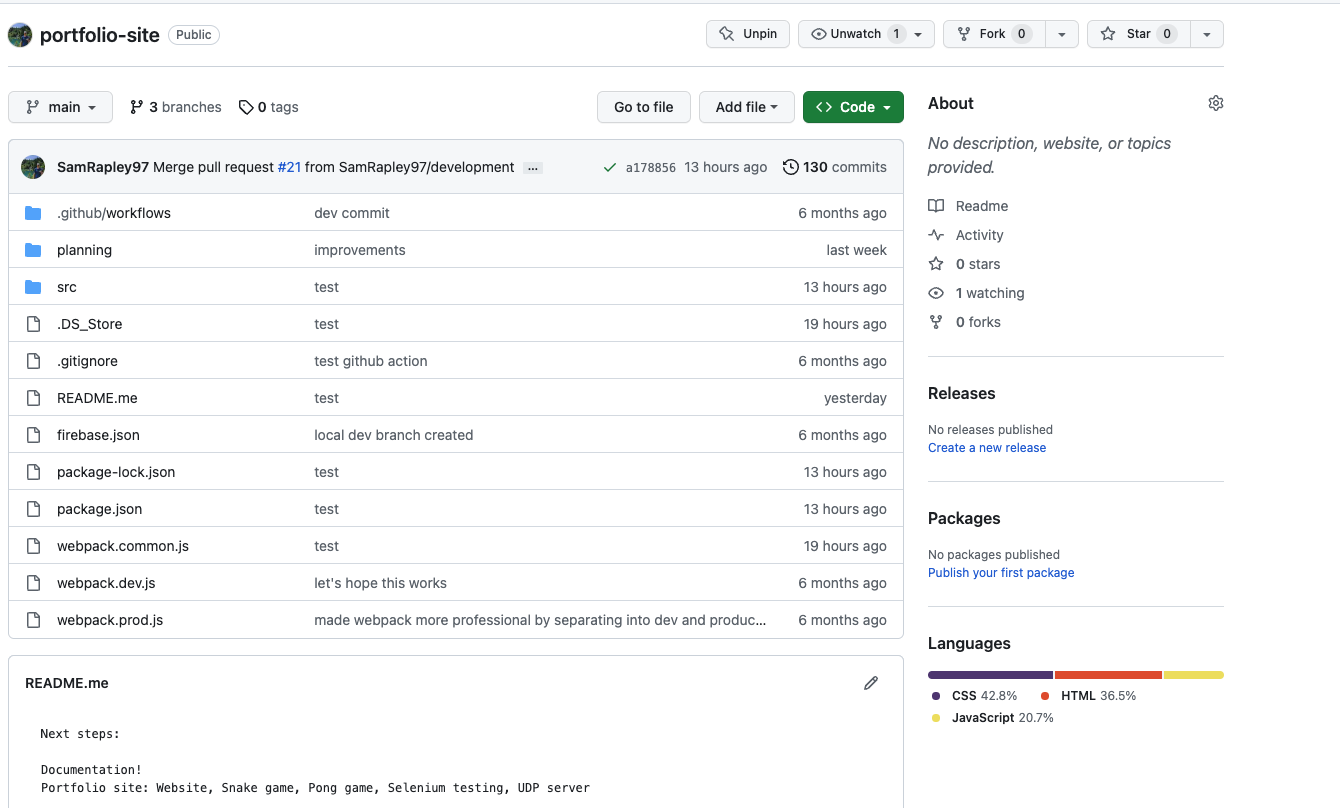 portfolio-site Public Unpin Unwatch 1 Fork 0 Star 0
main 3 branches 0 tags Go to file Add file Code
SamRapley97 Merge pull request #21 from SamRapley97/development ... a178856 13 hours ago 130 commits
.github/workflows dev commit 6 months ago
planning improvements last week
src test 13 hours ago
.DS_Store test 19 hours ago
.gitignore test github action 6 months ago
README.me test yesterday
firebase.json local dev branch created 6 months ago
package-lock.json test 13 hours ago
package.json test 13 hours ago
webpack.common.js test 19 hours ago
webpack.dev.js let's hope this works 6 months ago
webpack.prod.js made webpack more professional by separating into dev and produc... 6 months ago
README.me
Next steps:
Documentation!
Portfolio site: Website, Snake game, Pong game, Selenium testing, UDP server
About
No description, website, or topics
provided.
Readme
Activity
0 stars
1 watching
0 forks
Releases
No releases published
Create a new release
Packages
No packages published
Publish your first package
Languages
CSS 42.8% HTML 36.5%
JavaScript 20.7%